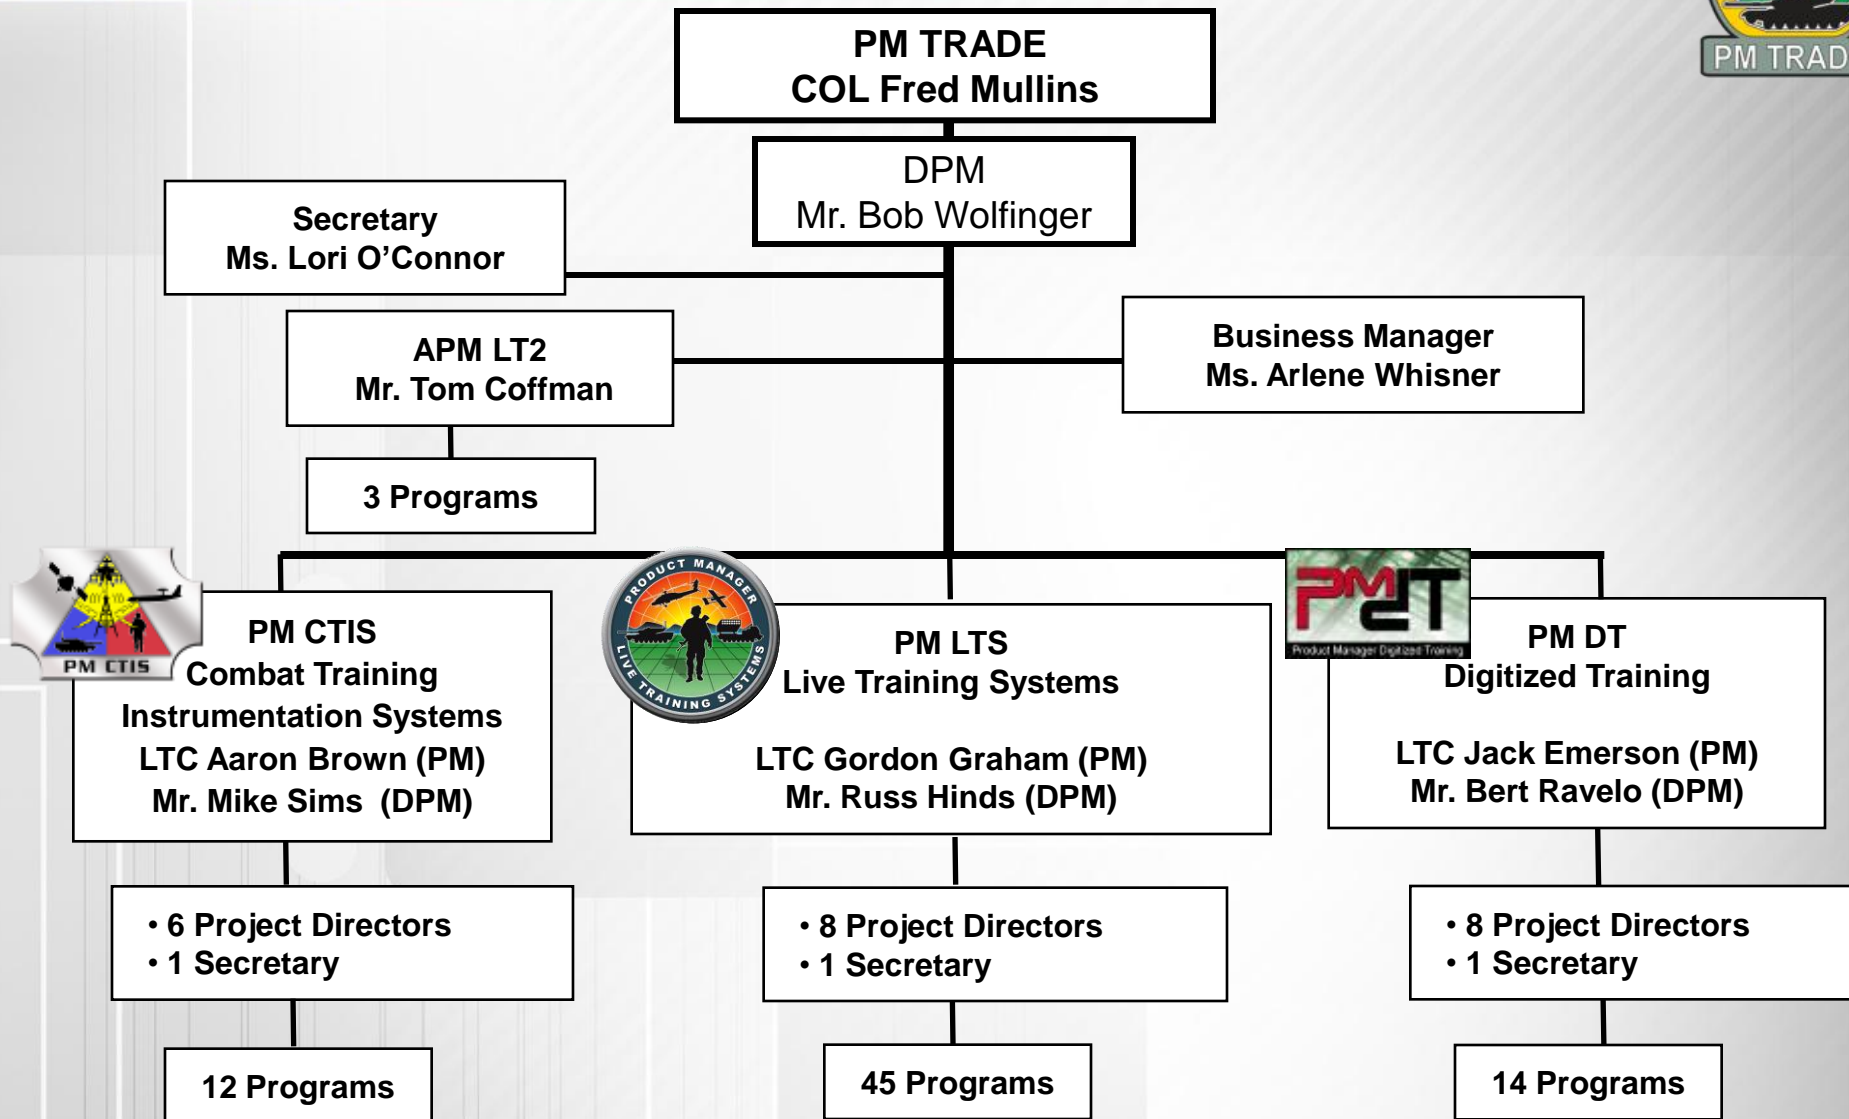 PM TRADE
COL Fred Mullins
PM TRAD
DPM
Mr. Bob Wolfinger
Secretary
Ms. Lori O’Connor
APM LT2
Mr. Tom Coffman
Business Manager
Ms. Arlene Whisner
3 Programs
PM CTIS
PM CTIS
Combat Training
Instrumentation Systems
LTC Aaron Brown (PM)
Mr. Mike Sims (DPM)
PRODUCT MANAGER
LIVE TRAINING SYSTEMS
PM LTS
Live Training Systems
LTC Gordon Graham (PM)
Mr. Russ Hinds (DPM)
PMdT
Product Manager Digitized Training
PM DT
Digitized Training
LTC Jack Emerson (PM)
Mr. Bert Ravelo (DPM)
• 6 Project Directors
• 1 Secretary
• 8 Project Directors
• 1 Secretary
• 8 Project Directors
• 1 Secretary
12 Programs
45 Programs
14 Programs